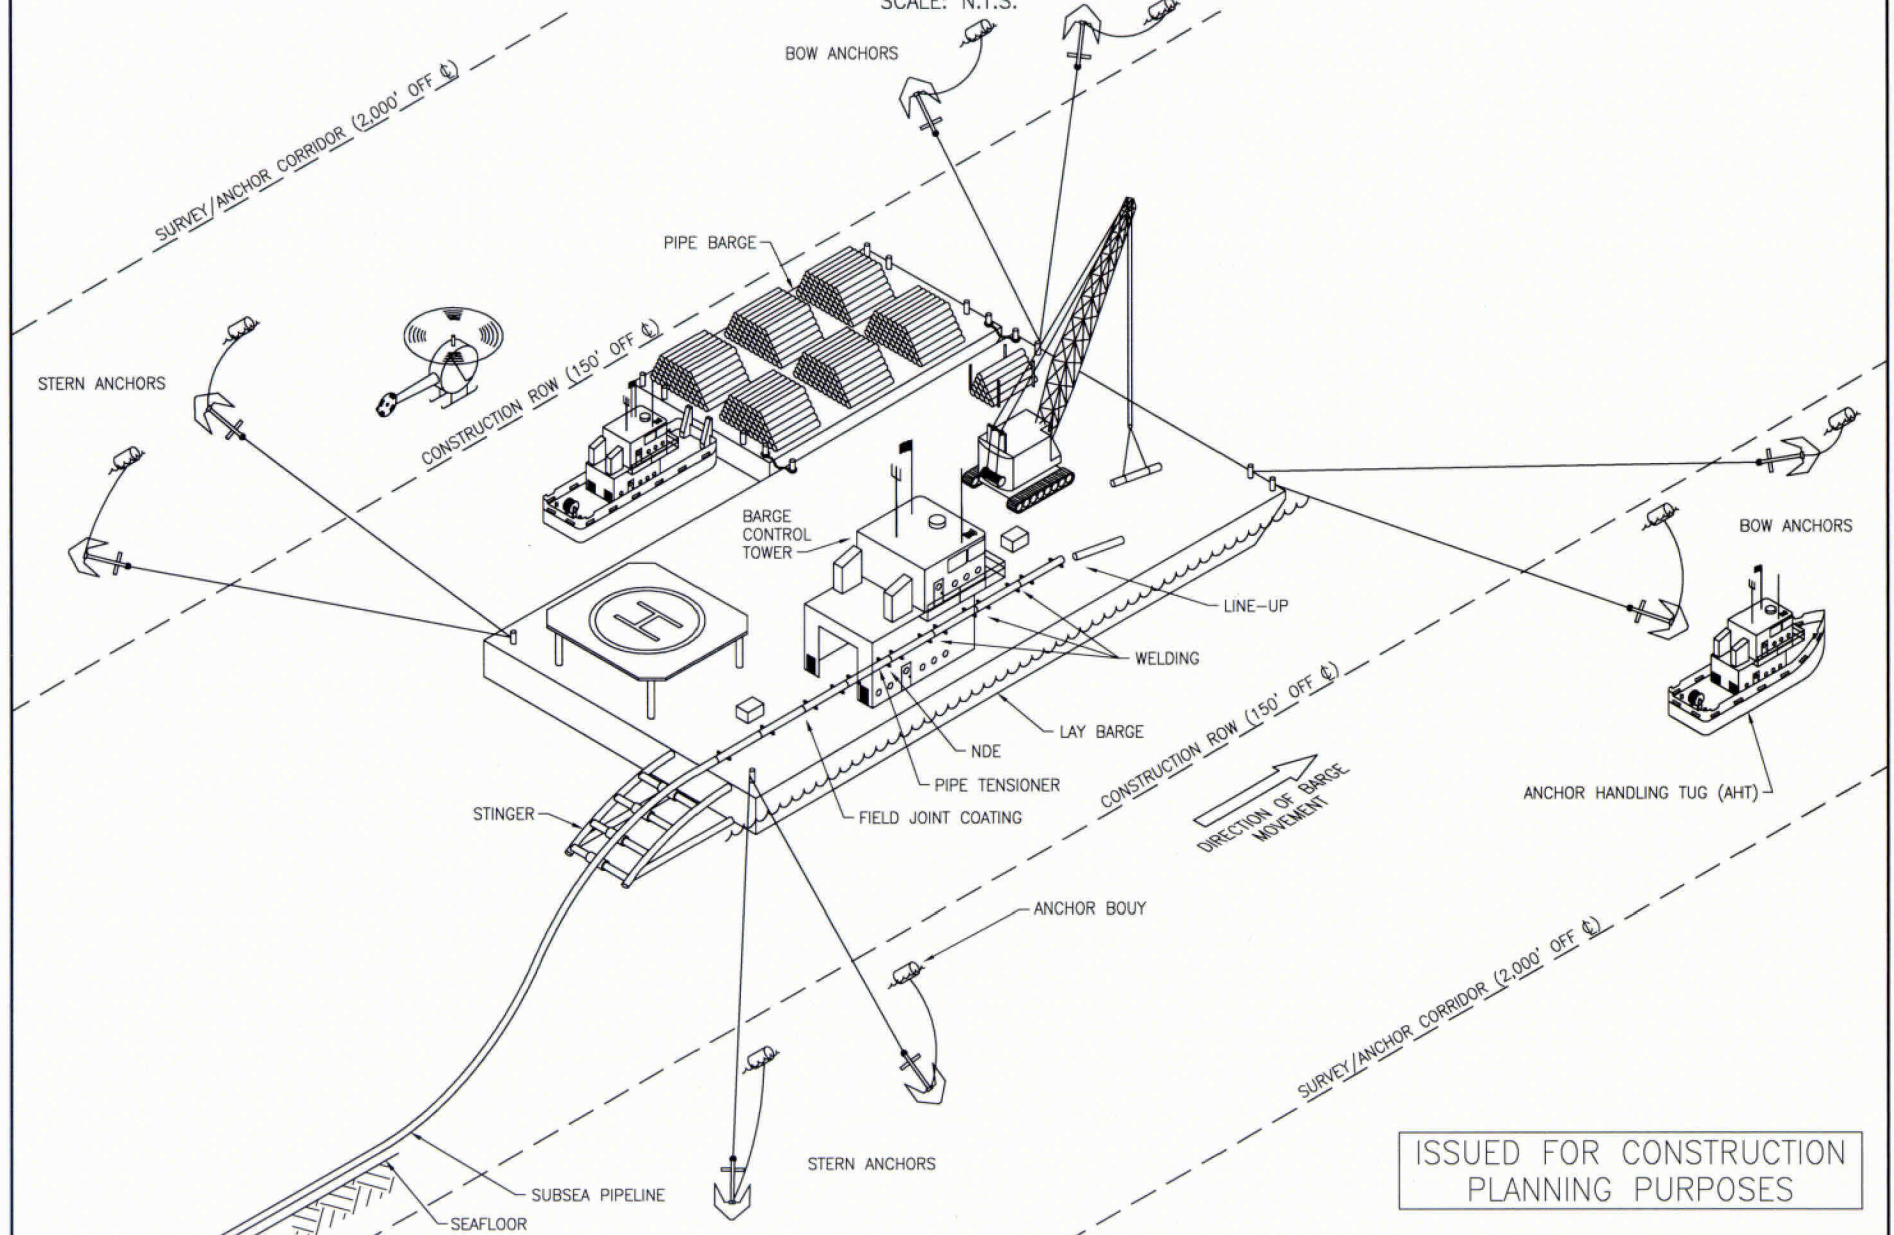 SCALE: N.T.S.
BOW ANCHORS
SURVEY/ANCHOR CORRIDOR (2,000' OFF ℄)
PIPE BARGE
STERN ANCHORS
CONSTRUCTION ROW (150' OFF ℄)
BARGE
CONTROL
TOWER
H
BOW ANCHORS
LINE-UP
WELDING
LAY BARGE
NDE
PIPE TENSIONER
FIELD JOINT COATING
STINGER
CONSTRUCTION ROW (150' OFF ℄)
DIRECTION OF BARGE
MOVEMENT
ANCHOR HANDLING TUG (AHT)
ANCHOR BOUY
SURVEY/ANCHOR CORRIDOR (2,000' OFF ℄)
STERN ANCHORS
SUBSEA PIPELINE
SEAFLOOR
ISSUED FOR CONSTRUCTION
PLANNING PURPOSES